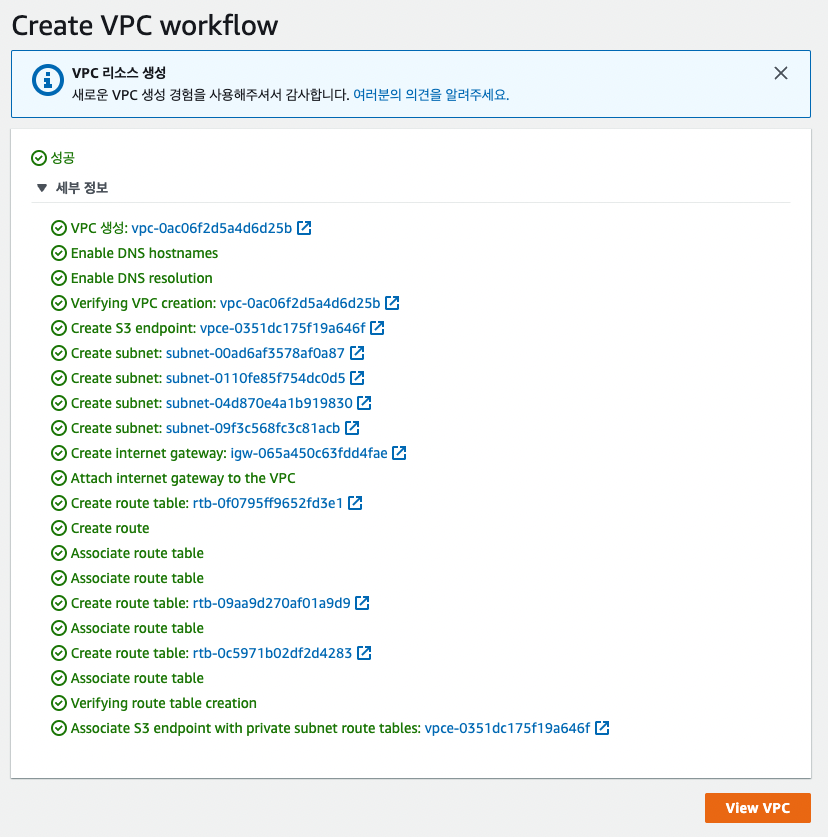 Create VPC workflow
VPC 리소스 생성
새로운 VPC 생성 경험을 사용해주셔서 감사합니다. 여러분의 의견을 알려주세요.
성공
세부 정보
VPC 생성: vpc-0ac06f2d5a4d6d25b
Enable DNS hostnames
Enable DNS resolution
Verifying VPC creation: vpc-0ac06f2d5a4d6d25b
Create S3 endpoint: vpce-0351dc175f19a646f
Create subnet: subnet-00ad6af3578af0a87
Create subnet: subnet-0110fe85f754dc0d5
Create subnet: subnet-04d870e4a1b919830
Create subnet: subnet-09f3c568fc3c81acb
Create internet gateway: igw-065a450c63fdd4fae
Attach internet gateway to the VPC
Create route table: rtb-0f0795ff9652fd3e1
Create route
Associate route table
Associate route table
Create route table: rtb-09aa9d270af01a9d9
Associate route table
Create route table: rtb-0c5971b02df2d4283
Associate route table
Verifying route table creation
Associate S3 endpoint with private subnet route tables: vpce-0351dc175f19a646f
View VPC